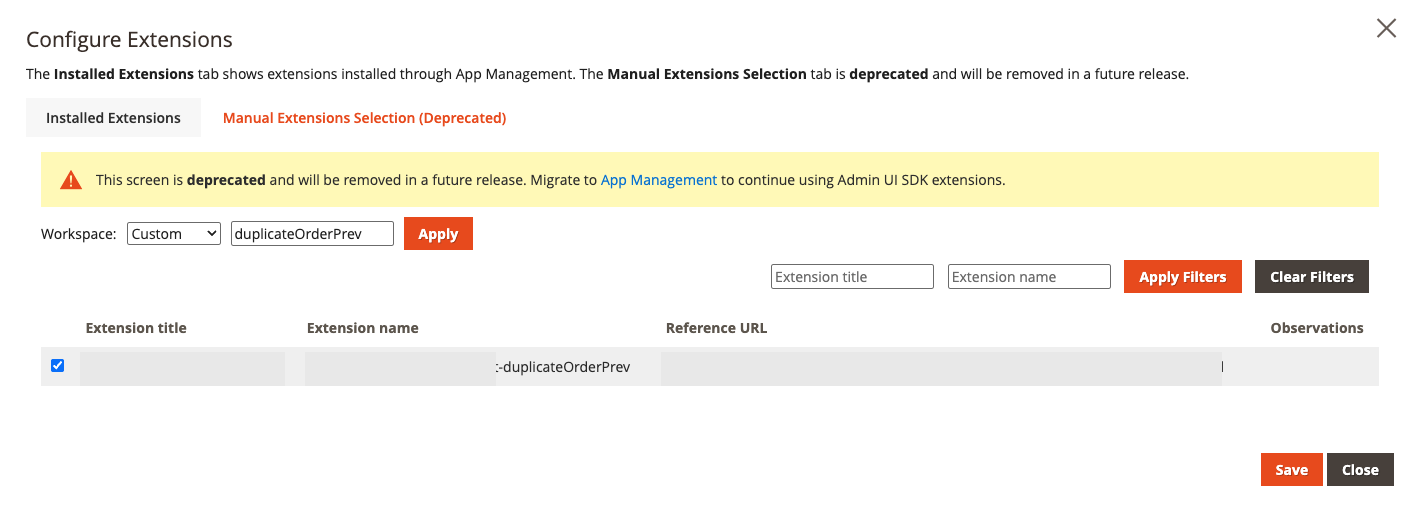 Configure Extensions
The Installed Extensions tab shows extensions installed through App Management. The Manual Extensions Selection tab is deprecated and will be removed in a future release.
Installed Extensions Manual Extensions Selection (Deprecated)
This screen is deprecated and will be removed in a future release. Migrate to App Management to continue using Admin UI SDK extensions.
Workspace: Custom duplicateOrderPrev Apply
Extension title Extension name Apply Filters Clear Filters
Extension title Extension name Reference URL Observations
-duplicateOrderPrev
Save Close